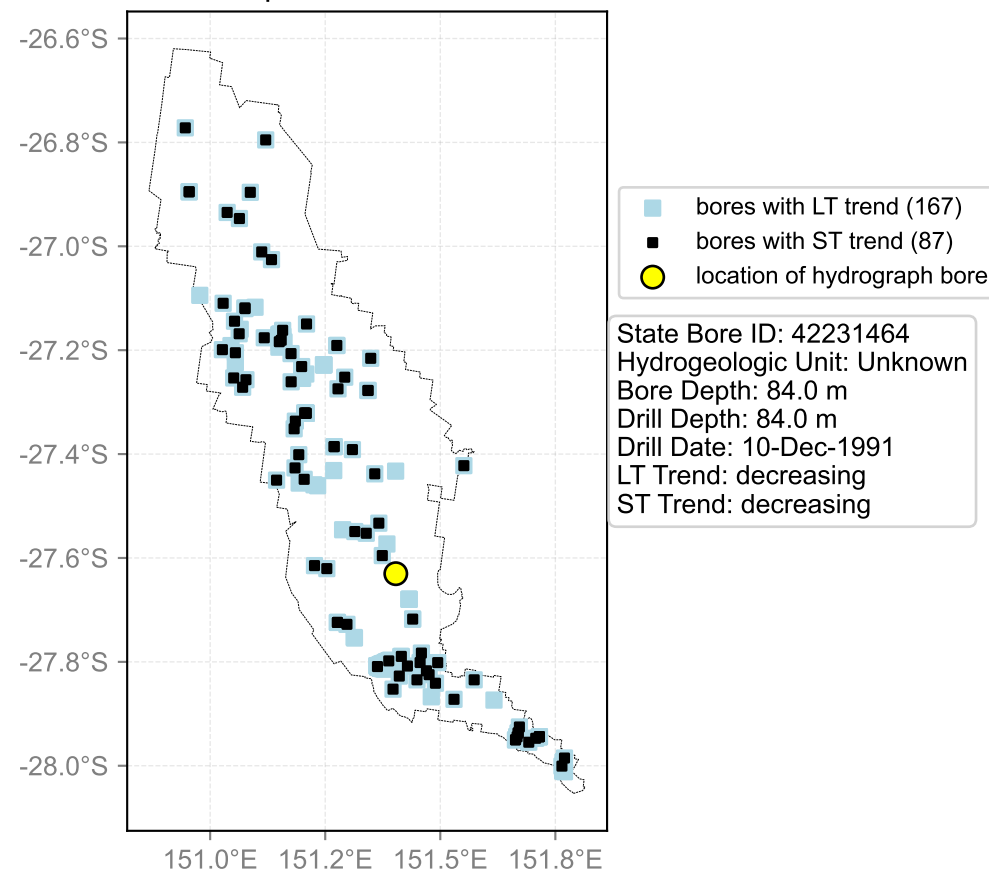 -26.6°S
-26.8°S
-27.0°S
-27.2°S
-27.4°S
-27.6°S
-27.8°S
-28.0°S
151.0°E
151.2°E
151.5°E
151.8°E
bores with LT trend (167)
bores with ST trend (87)
location of hydrograph bore
State Bore ID: 42231464
Hydrogeologic Unit: Unknown
Bore Depth: 84.0 m
Drill Depth: 84.0 m
Drill Date: 10-Dec-1991
LT Trend: decreasing
ST Trend: decreasing